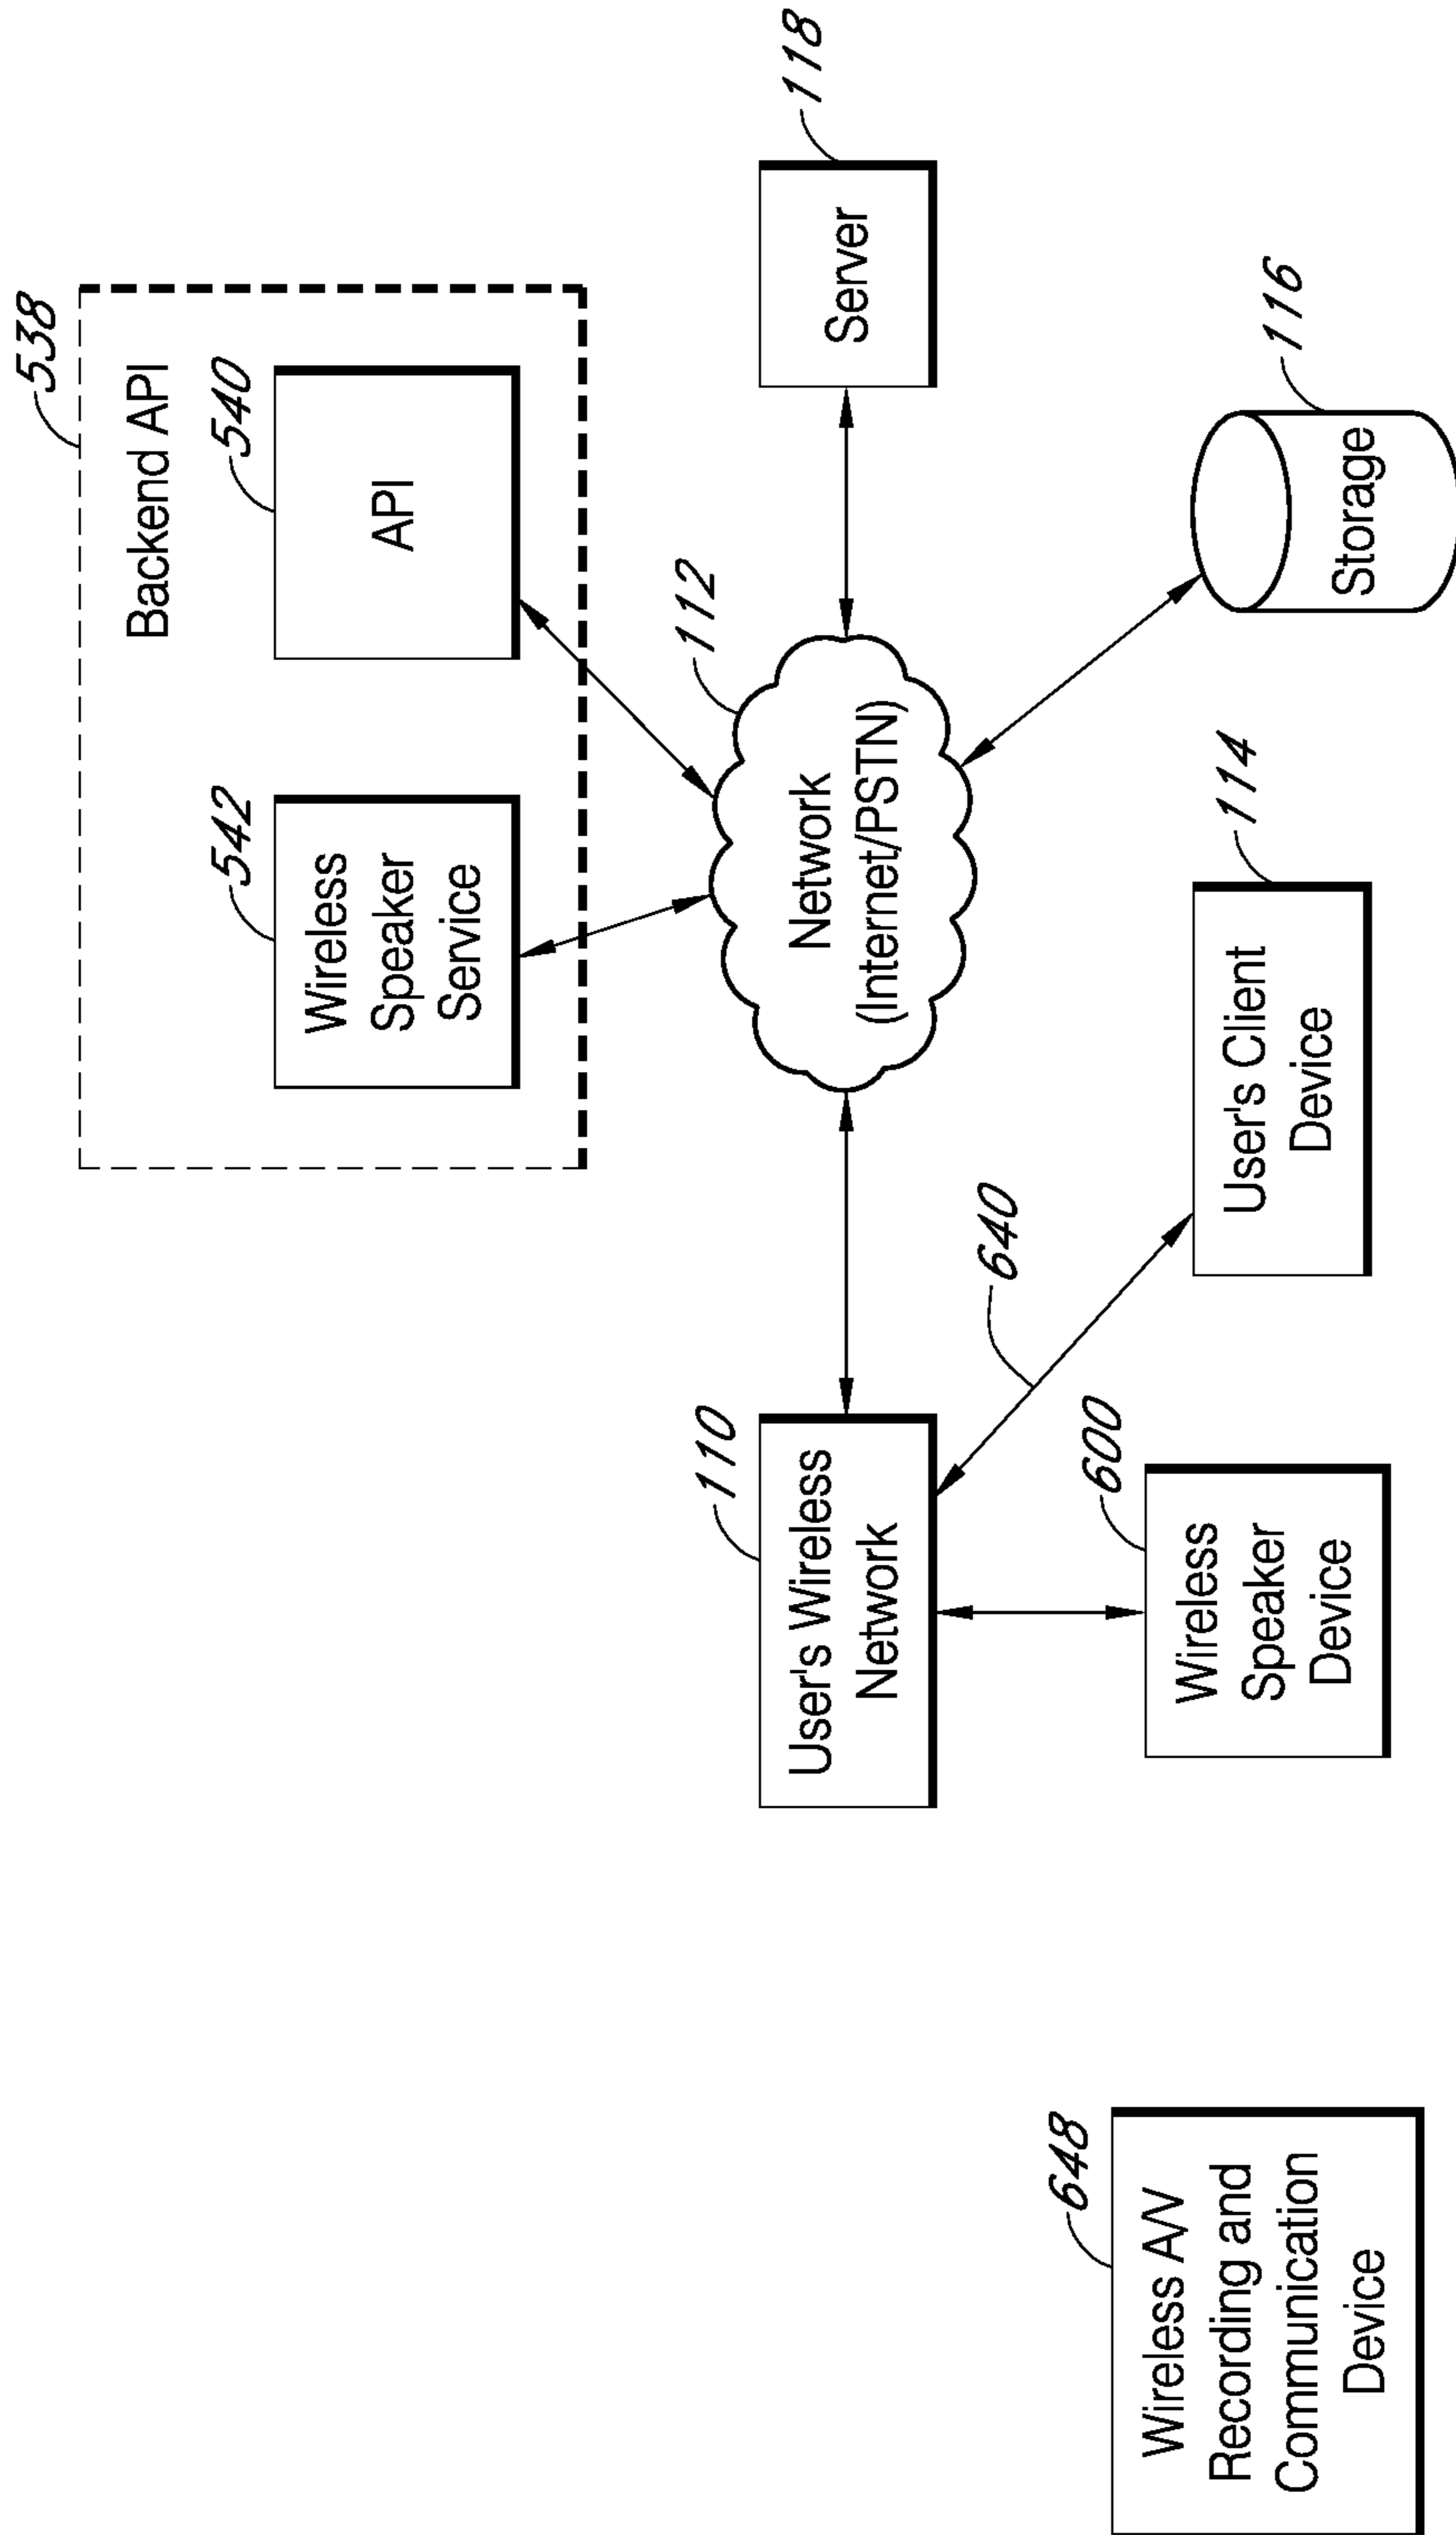 538
Backend API
542
Wireless
Speaker
Service
540
API
112
Network
(Internet/PSTN)
118
Server
110
User's Wireless
Network
640
116
Storage
114
User's Client
Device
600
Wireless
Speaker
Device
648
Wireless A/V
Recording and
Communication
Device